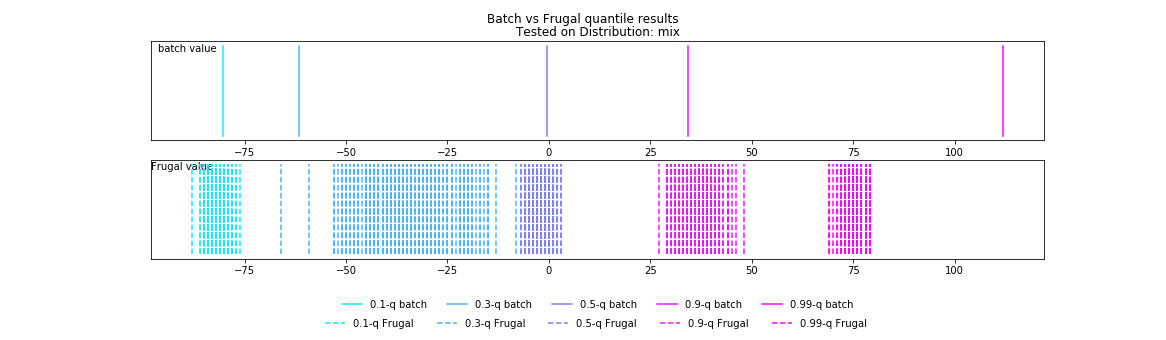 Batch vs Frugal quantile results
Tested on Distribution: mix
batch value
−75 −50 −25 0 25 50 75 100
Frugal value
−75 −50 −25 0 25 50 75 100
0.1-q batch 0.3-q batch 0.5-q batch 0.9-q batch 0.99-q batch
0.1-q Frugal 0.3-q Frugal 0.5-q Frugal 0.9-q Frugal 0.99-q Frugal